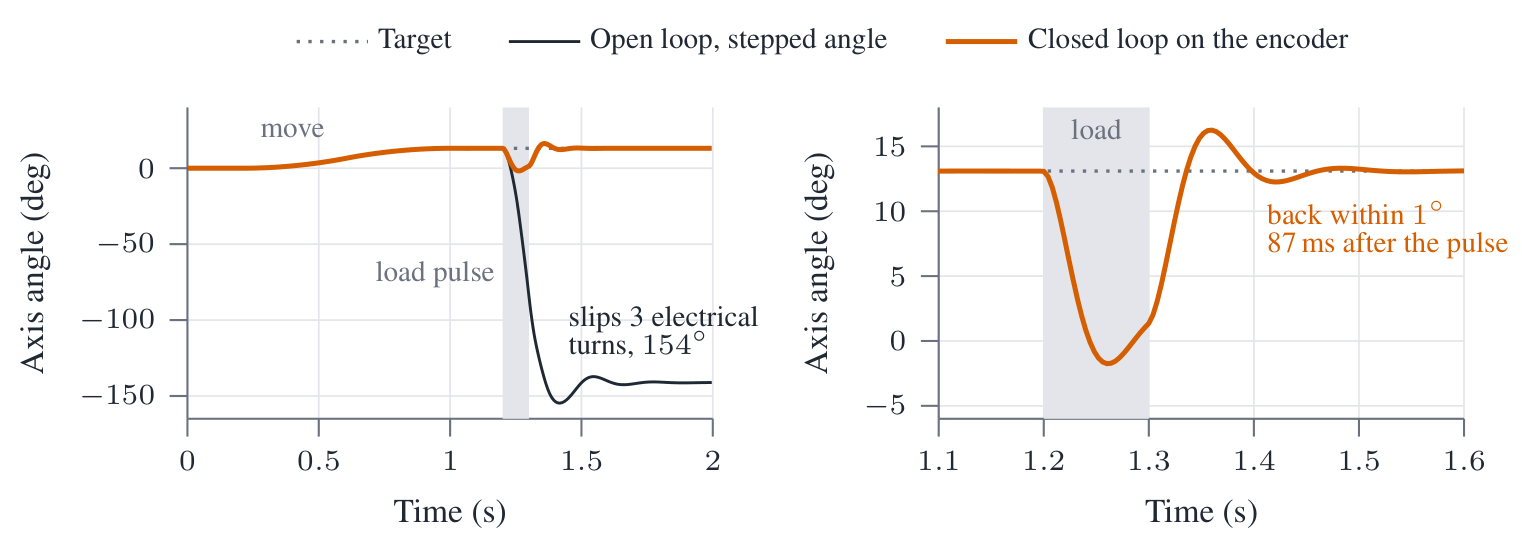 Target
Open loop, stepped angle
Closed loop on the encoder
Axis angle (deg)
0
−50
−100
−150
move
load pulse
slips 3 electrical
turns, 154°
0
0.5
1
1.5
2
Time (s)
Axis angle (deg)
15
10
5
0
−5
load
back within 1°
87 ms after the pulse
1.1
1.2
1.3
1.4
1.5
1.6
Time (s)